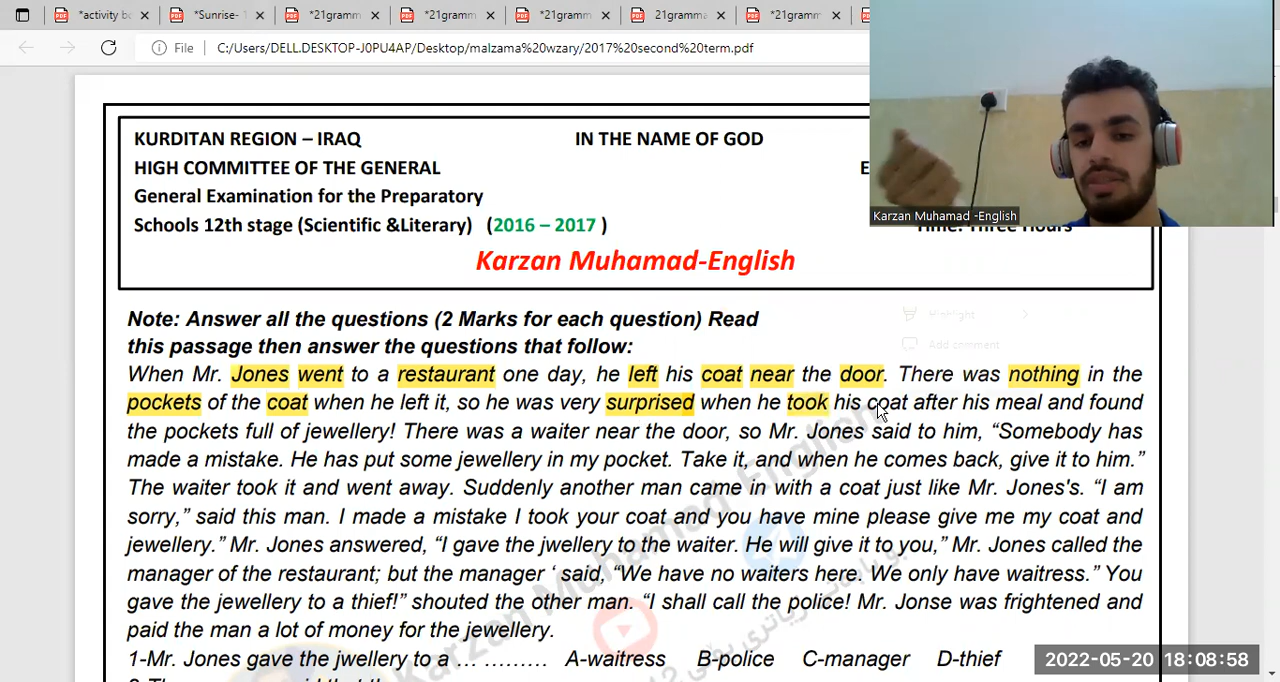 *activity bo
*Sunrise-
*21gramm
*21gramm
*21gramm
21gramma
*21gramm
File C:/Users/DELL.DESKTOP-J0PU4AP/Desktop/malzama%20wzary/2017%20second%20term.pdf
KURDITAN REGION – IRAQ IN THE NAME OF GOD
HIGH COMMITTEE OF THE GENERAL E
General Examination for the Preparatory
Schools 12th stage (Scientific &Literary) (2016 – 2017 ) Time: Three Hours
Karzan Muhamad -English
Karzan Muhamad-English
Highlight
Add comment
Note: Answer all the questions (2 Marks for each question) Read
this passage then answer the questions that follow:
When Mr. Jones went to a restaurant one day, he left his coat near the door. There was nothing in the
pockets of the coat when he left it, so he was very surprised when he took his coat after his meal and found
the pockets full of jewellery! There was a waiter near the door, so Mr. Jones said to him, “Somebody has
made a mistake. He has put some jewellery in my pocket. Take it, and when he comes back, give it to him.”
The waiter took it and went away. Suddenly another man came in with a coat just like Mr. Jones's. “I am
sorry,” said this man. I made a mistake I took your coat and you have mine please give me my coat and
jewellery.” Mr. Jones answered, “I gave the jwellery to the waiter. He will give it to you,” Mr. Jones called the
manager of the restaurant; but the manager ‘ said, “We have no waiters here. We only have waitress.” You
gave the jewellery to a thief!” shouted the other man. “I shall call the police! Mr. Jonse was frightened and
paid the man a lot of money for the jewellery.
1-Mr. Jones gave the jwellery to a … ……… A-waitress B-police C-manager D-thief
Karzan Muhamad-English
2022-05-20 18:08:58